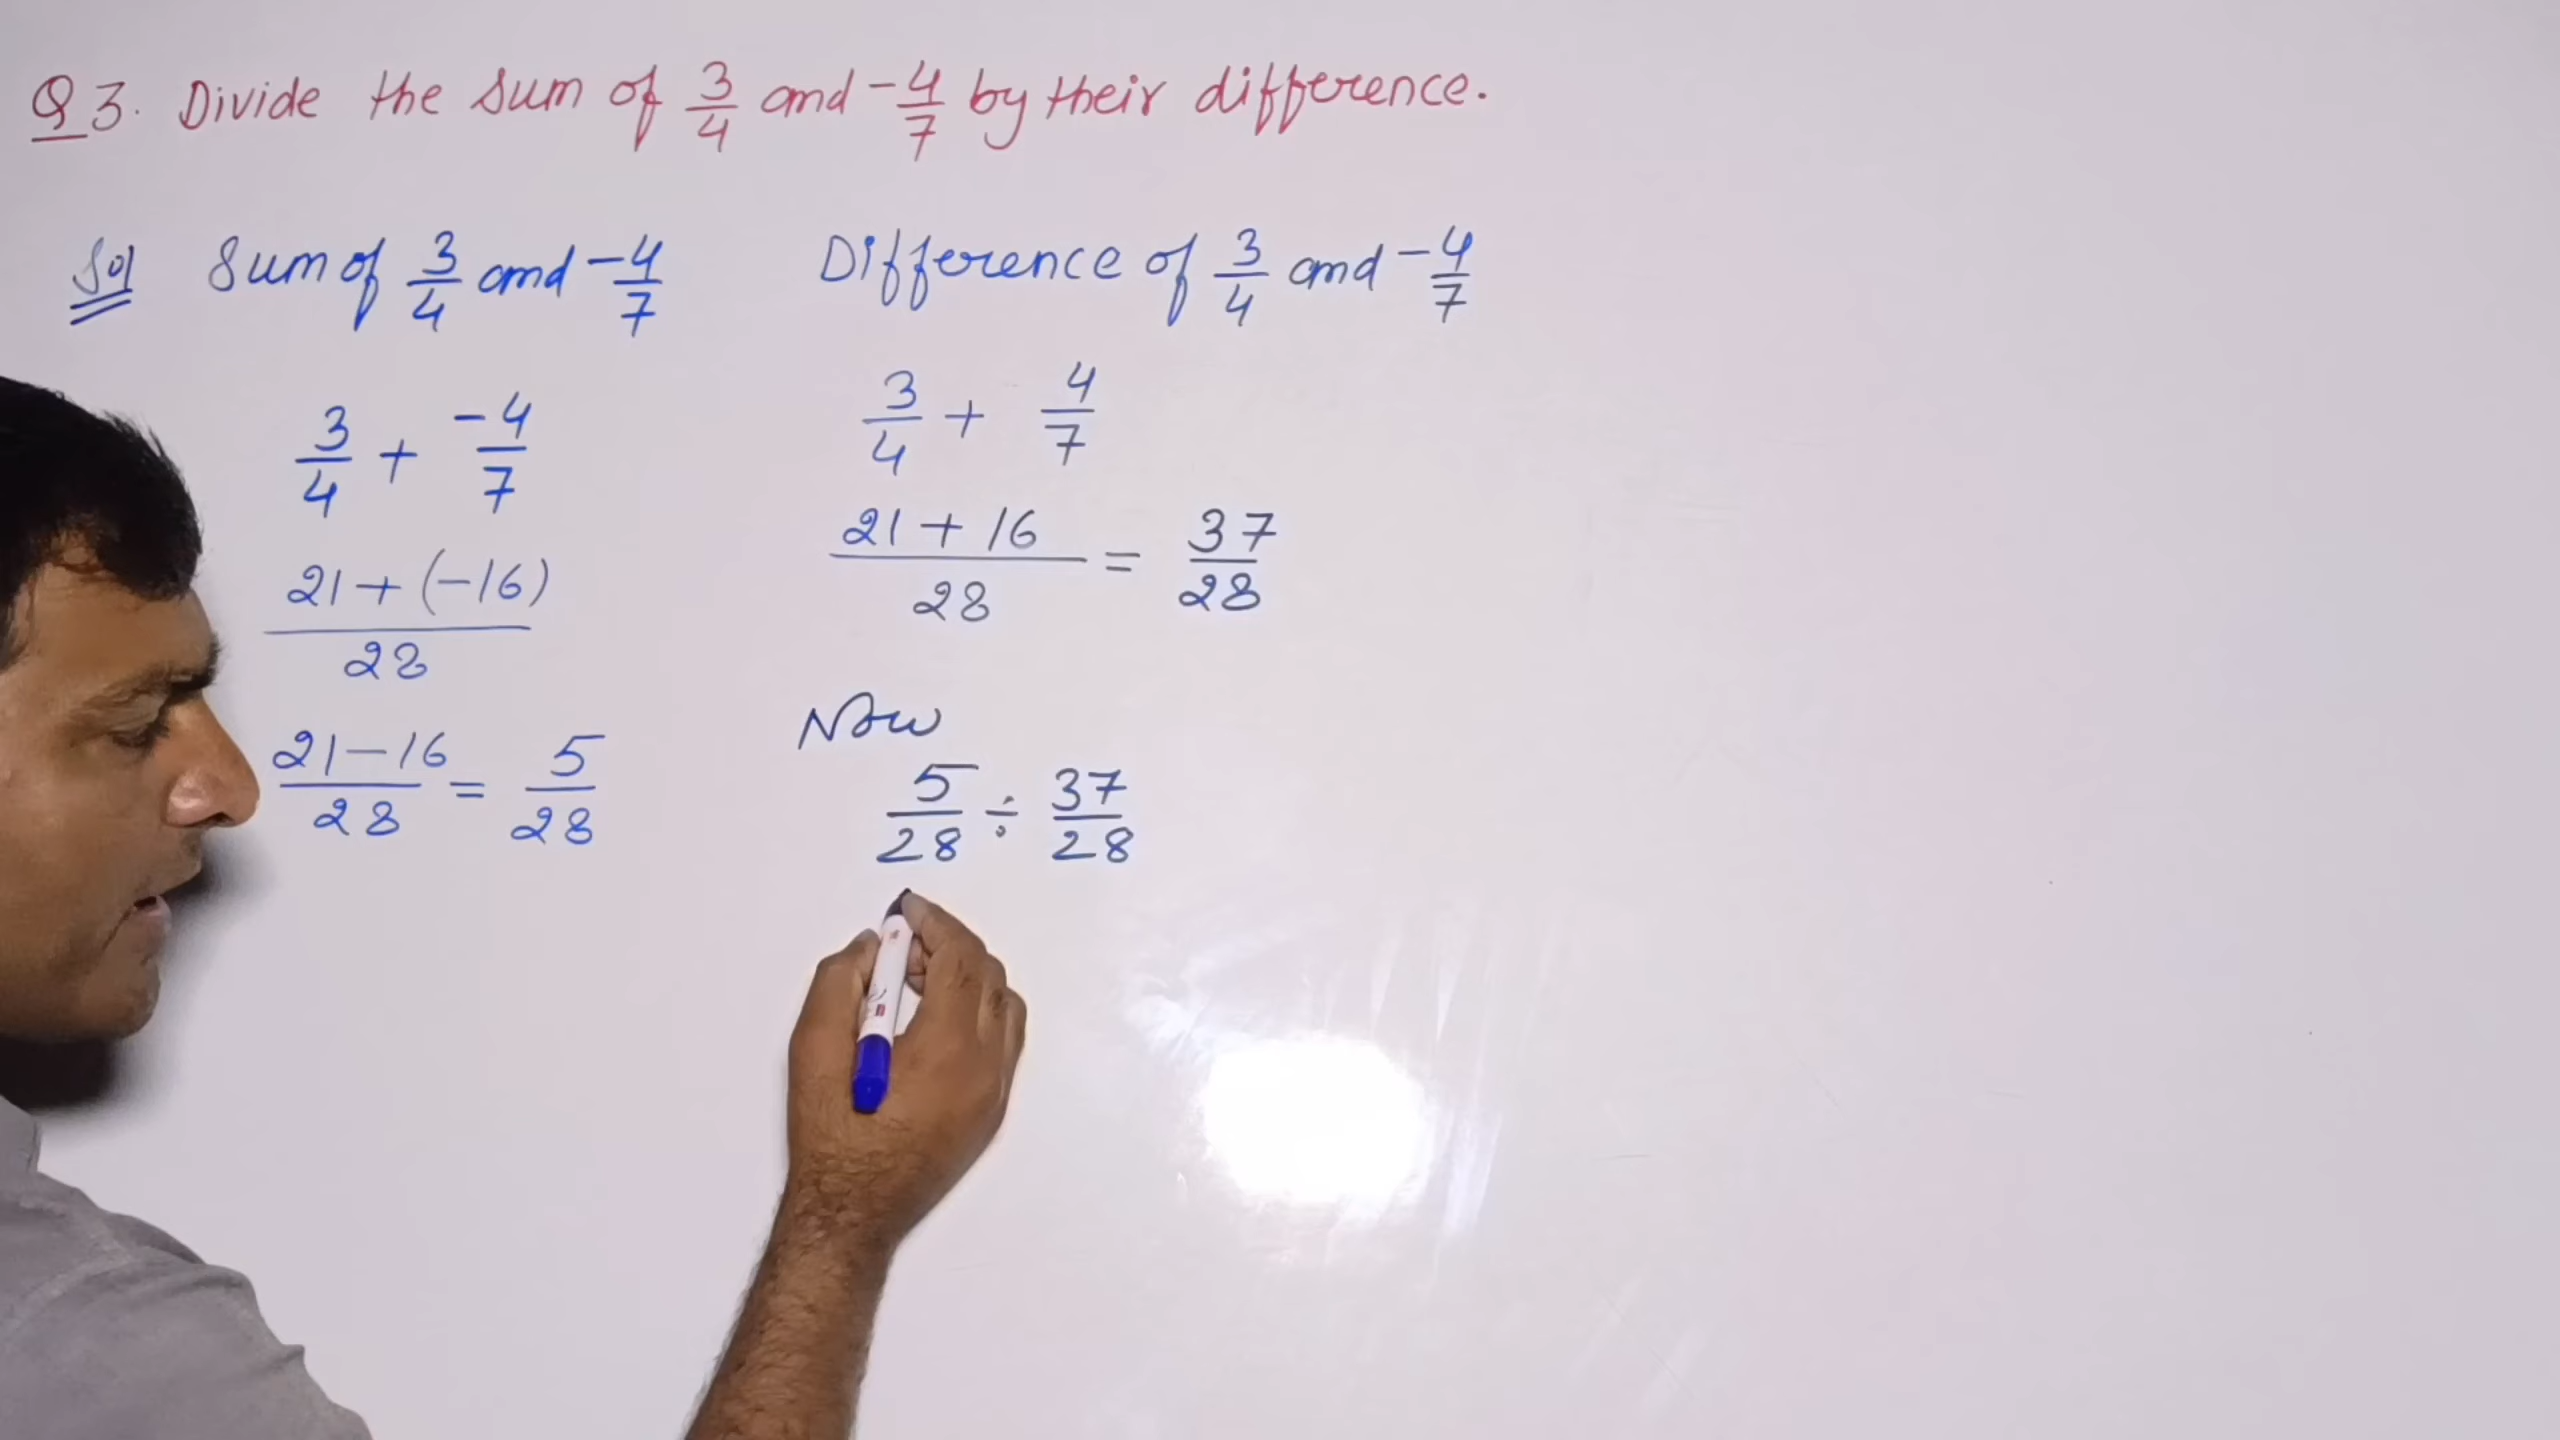 Q 3. Divide the sum of 3/4 and -4/7 by their difference.
Sol Sum of 3/4 and -4/7
3/4 + -4/7
21 + (-16)
28
21 - 16 / 28 = 5/28
Difference of 3/4 and -4/7
3/4 + 4/7
21 + 16 / 28 = 37/28
Now
5/28 ÷ 37/28